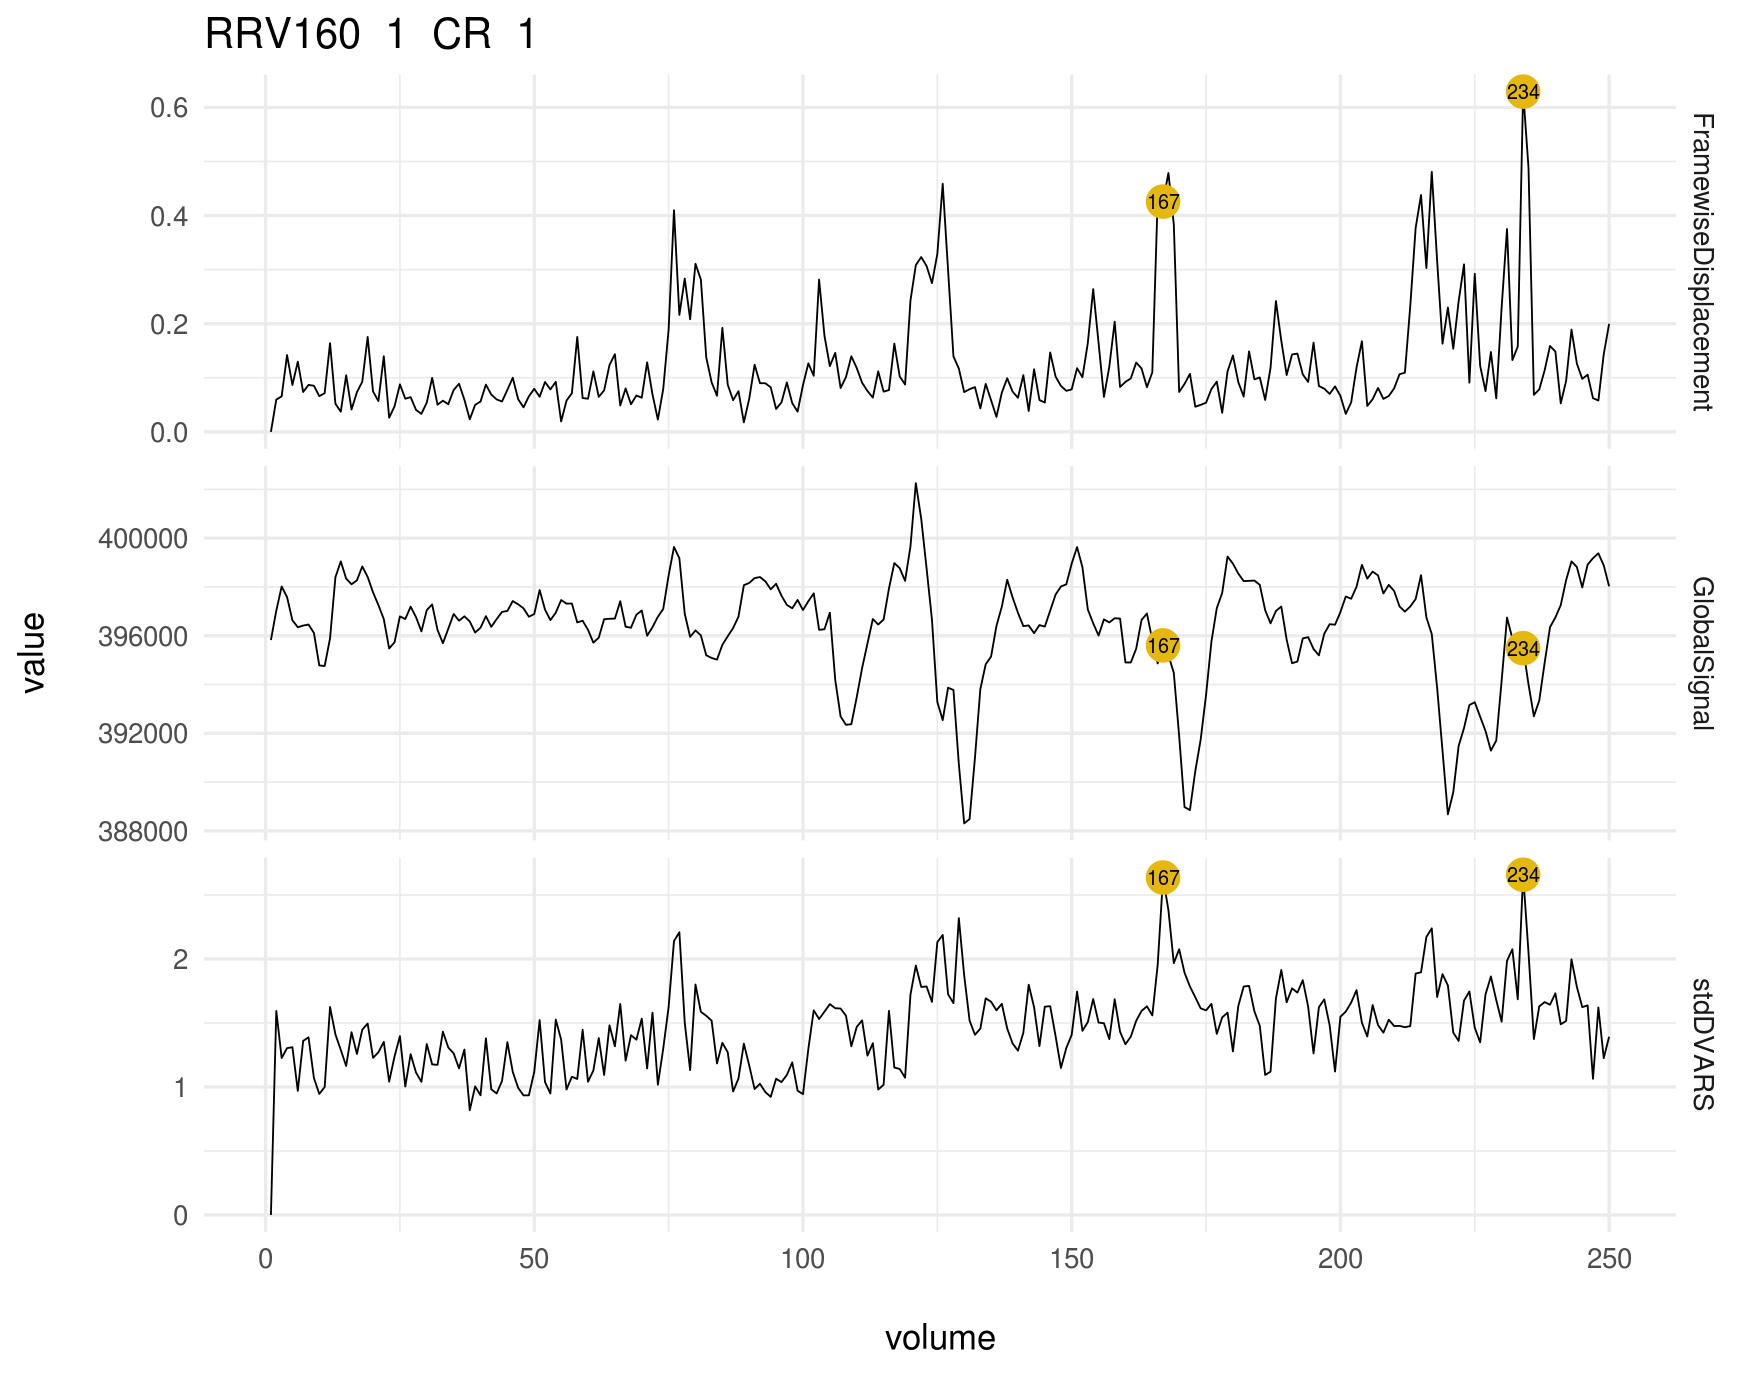 RRV160 1 CR 1
0.6
0.4
0.2
0.0
234
167
FramewiseDisplacement
400000
396000
392000
388000
167
234
GlobalSignal
value
2
1
0
167
234
stdDVARS
0 50 100 150 200 250
volume